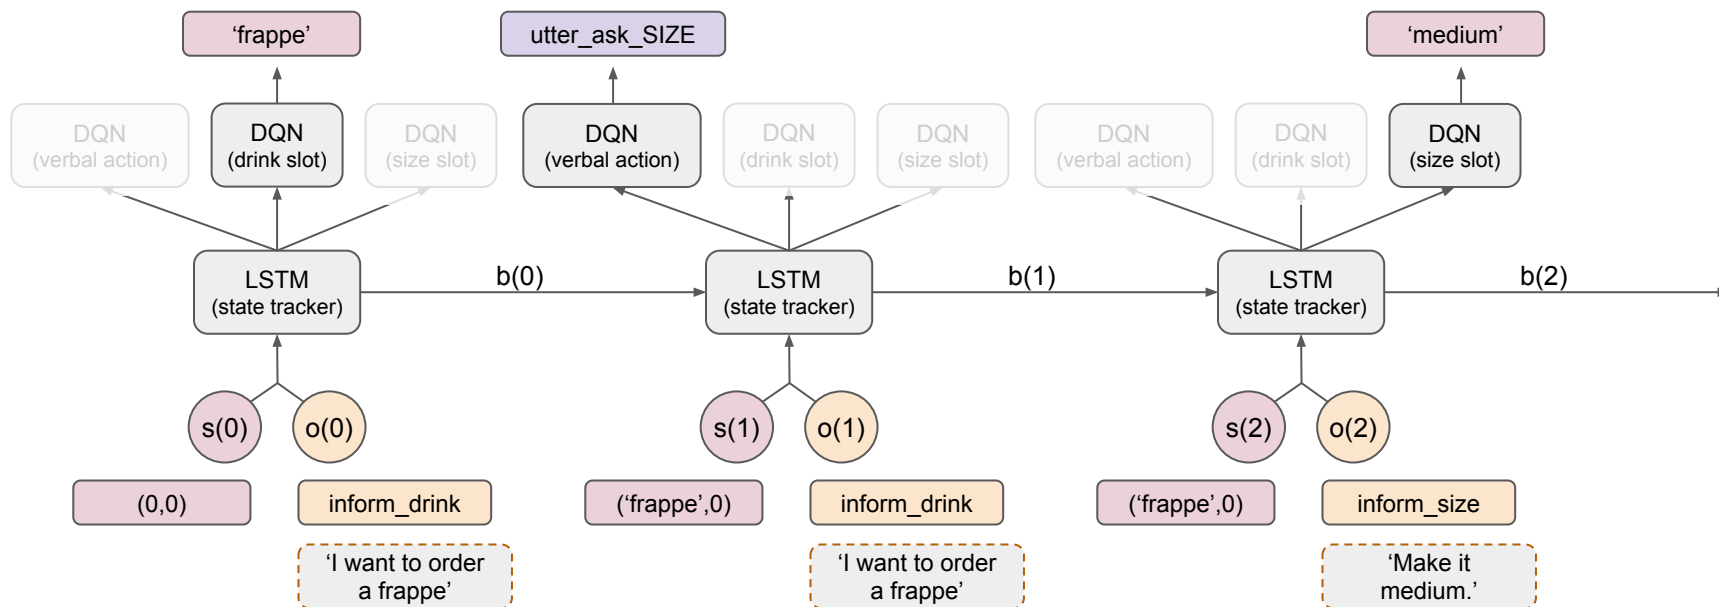 ‘frappe’
utter_ask_SIZE
‘medium’
DQN
(verbal action)
DQN
(drink slot)
DQN
(size slot)
DQN
(verbal action)
DQN
(drink slot)
DQN
(size slot)
DQN
(verbal action)
DQN
(drink slot)
DQN
(size slot)
LSTM
(state tracker)
b(0)
LSTM
(state tracker)
b(1)
LSTM
(state tracker)
b(2)
s(0)
o(0)
s(1)
o(1)
s(2)
o(2)
(0,0)
inform_drink
(‘frappe’,0)
inform_drink
(‘frappe’,0)
inform_size
‘I want to order
a frappe’
‘I want to order
a frappe’
‘Make it
medium.’